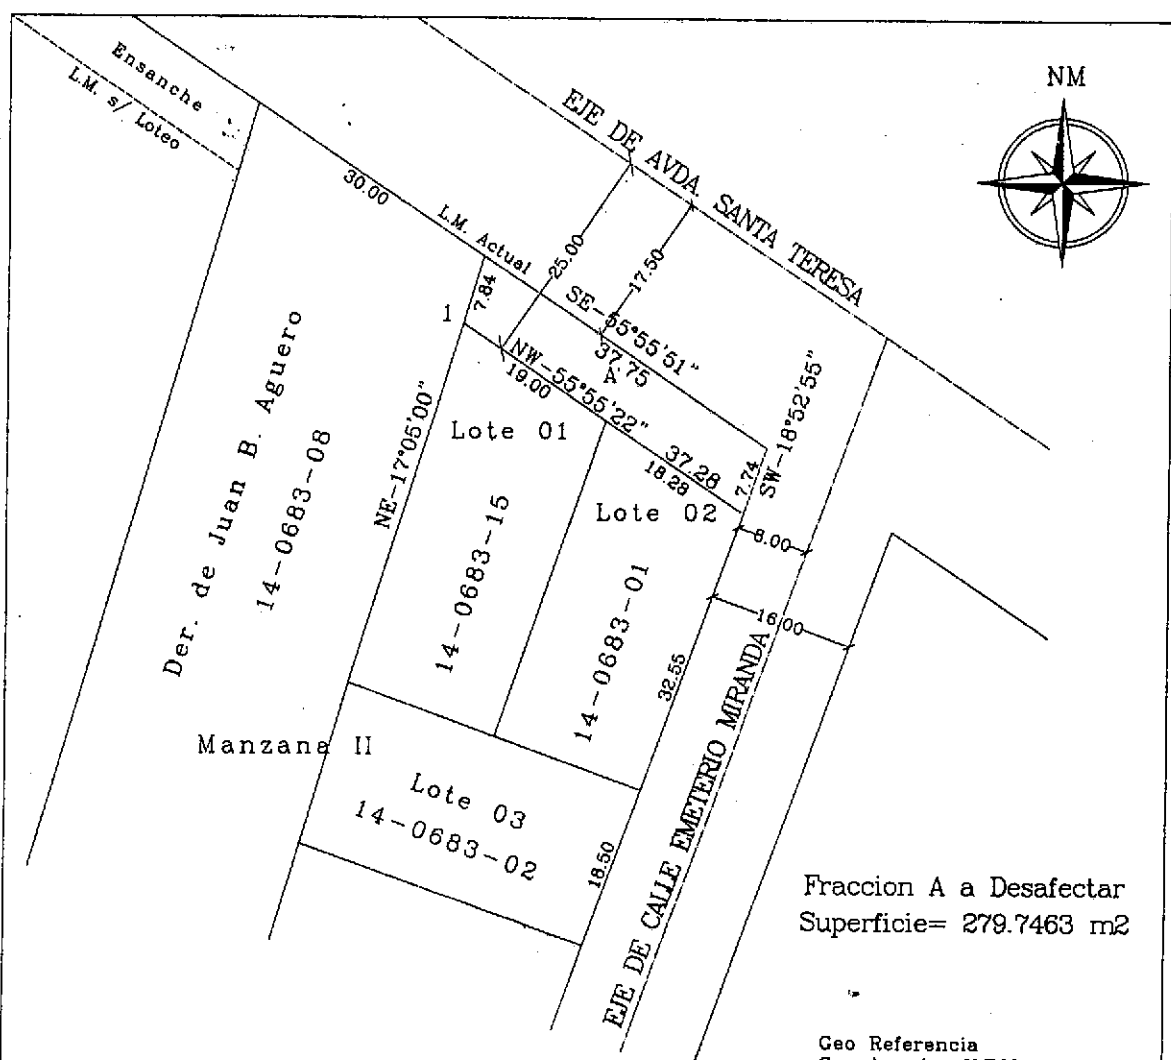 NM
Ensanche
L.M. s/ Loteo
EJE DE AVDA. SANTA TERESA
30.00
L.M. Actual
25.00
17.50
7.84
1
SE-55°55'51"
37.75
A
NW-55°55'22"
37.28
19.00
18.28
7.74
SW-18°52'55"
8.00
16.00
NE-17°05'00"
Lote 01
14-0683-15
Lote 02
14-0683-01
Der. de Juan B. Aguero
14-0683-08
32.55
Manzana II
Lote 03
14-0683-02
18.50
EJE DE CALLE EMETERIO MIRANDA
Fraccion A a Desafectar
Superficie= 279.7463 m2
Geo Referencia